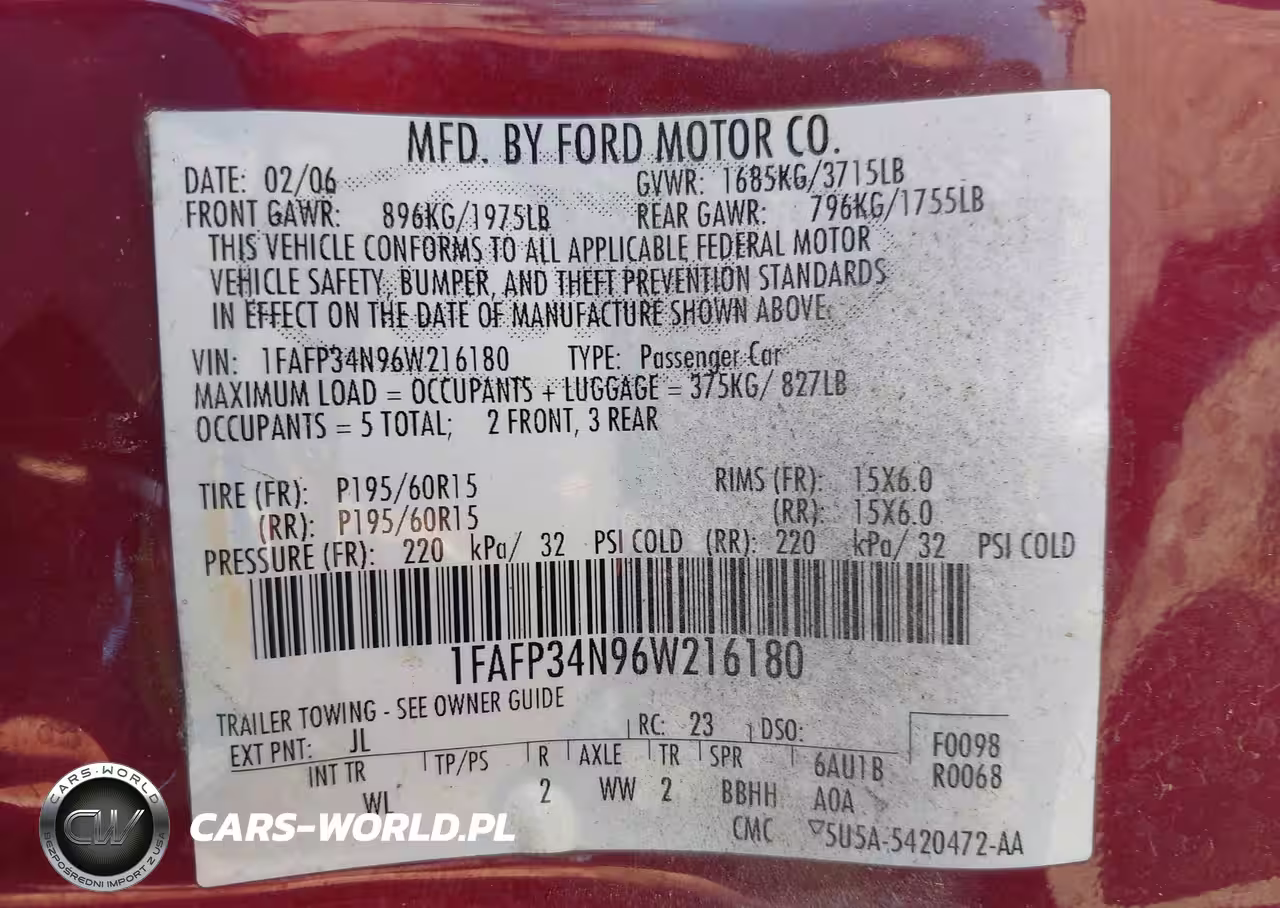 MFD. BY FORD MOTOR CO.
DATE: 02/06 GVWR: 1685KG/3715LB
FRONT GAWR: 896KG/1975LB REAR GAWR: 796KG/1755LB
THIS VEHICLE CONFORMS TO ALL APPLICABLE FEDERAL MOTOR
VEHICLE SAFETY, BUMPER, AND THEFT PREVENTION STANDARDS
IN EFFECT ON THE DATE OF MANUFACTURE SHOWN ABOVE.
VIN: 1FAFP34N96W216180 TYPE: Passenger Car
MAXIMUM LOAD = OCCUPANTS + LUGGAGE = 375KG/ 827LB
OCCUPANTS = 5 TOTAL; 2 FRONT, 3 REAR
TIRE (FR): P195/60R15 RIMS (FR): 15X6.0
(RR): P195/60R15 (RR): 15X6.0
PRESSURE (FR): 220 kPa/ 32 PSI COLD (RR): 220 kPa/ 32 PSI COLD
1FAFP34N96W216180
TRAILER TOWING - SEE OWNER GUIDE
EXT PNT: JL RC: 23 DSO: F0098
INT TR TP/PS R AXLE TR SPR 6AU1B R0068
WL 2 WW 2 BBHH A0A
CMC 5U5A-5420472-AA
CARS-WORLD
CW
BEZPOŚREDNI IMPORT Z USA
CARS-WORLD.PL